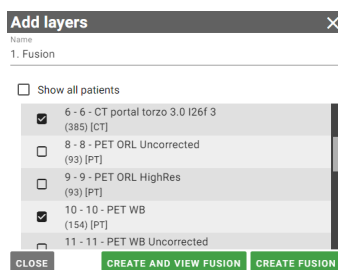 Add layers
Name
1. Fusion
Show all patients
6 - 6 - CT portal torzo 3.0 I26f 3
(385) [CT]
8 - 8 - PET ORL Uncorrected
(93) [PT]
9 - 9 - PET ORL HighRes
(93) [PT]
10 - 10 - PET WB
(154) [PT]
11 - 11 - PET WB Uncorrected
CLOSE CREATE AND VIEW FUSION CREATE FUSION